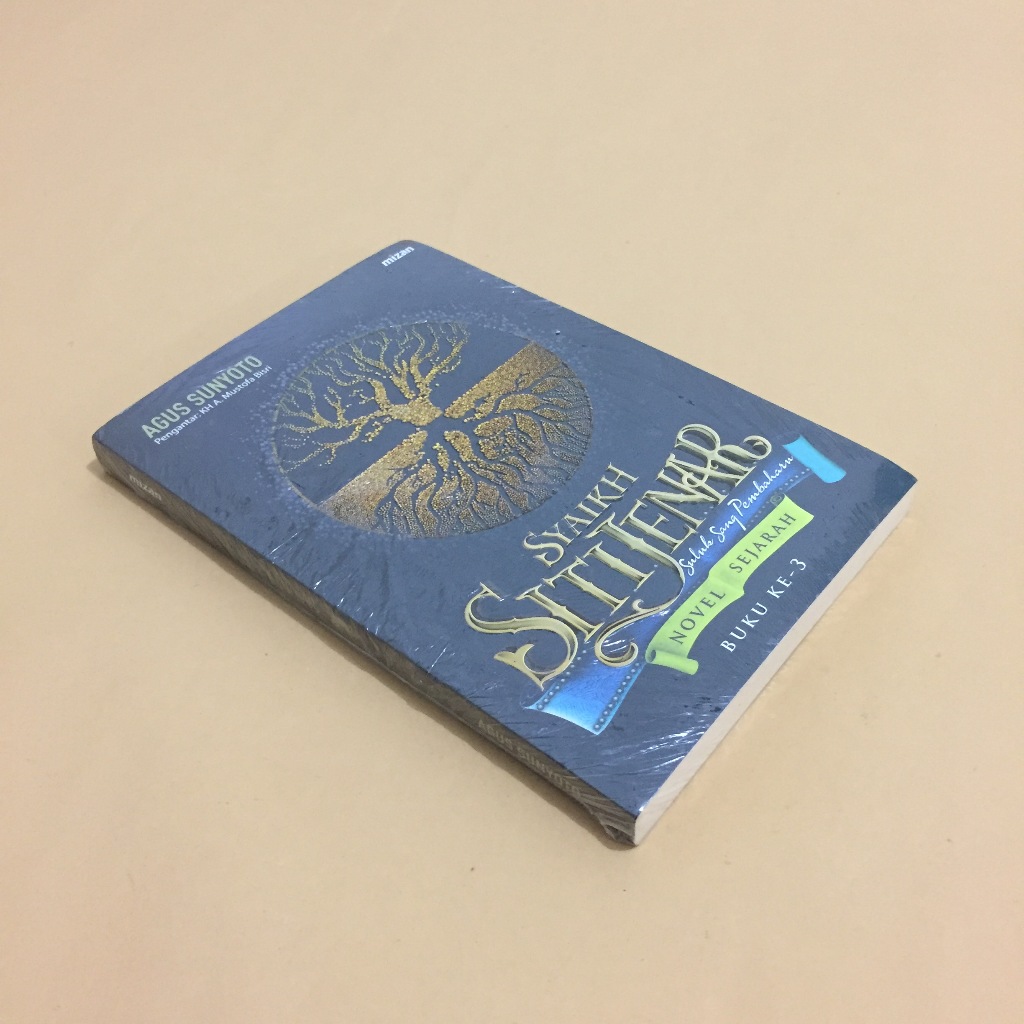 mizan
AGUS SUNYOTO
Pengantar: KH A. Mustofa Bisri
SYAIKH
SITI JENAR
Suluk Sang Pembaharu
NOVEL SEJARAH
BUKU KE-3
mizan
AGUS SUNYOTO